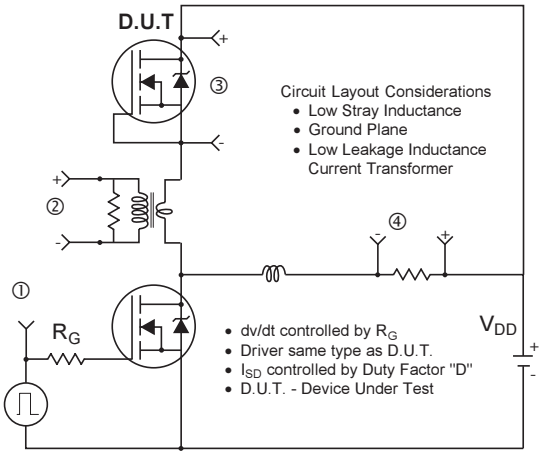 D.U.T
+
③
-
Circuit Layout Considerations
• Low Stray Inductance
• Ground Plane
• Low Leakage Inductance
Current Transformer
+
②
-
-
④
+
①
RG
• dv/dt controlled by RG
• Driver same type as D.U.T.
• ISD controlled by Duty Factor "D"
• D.U.T. - Device Under Test
VDD
+
-